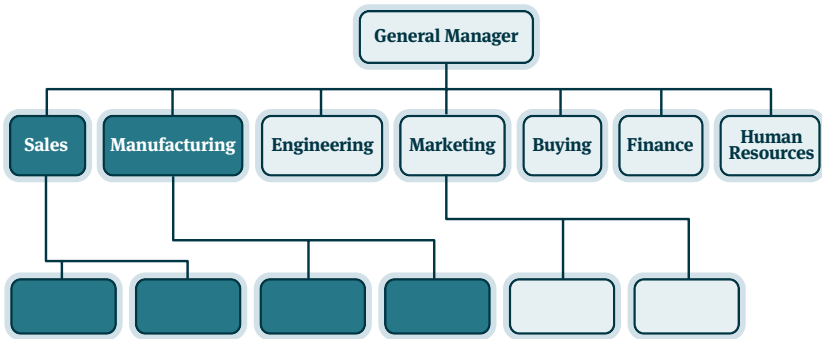 General Manager
Sales
Manufacturing
Engineering
Marketing
Buying
Finance
Human
Resources